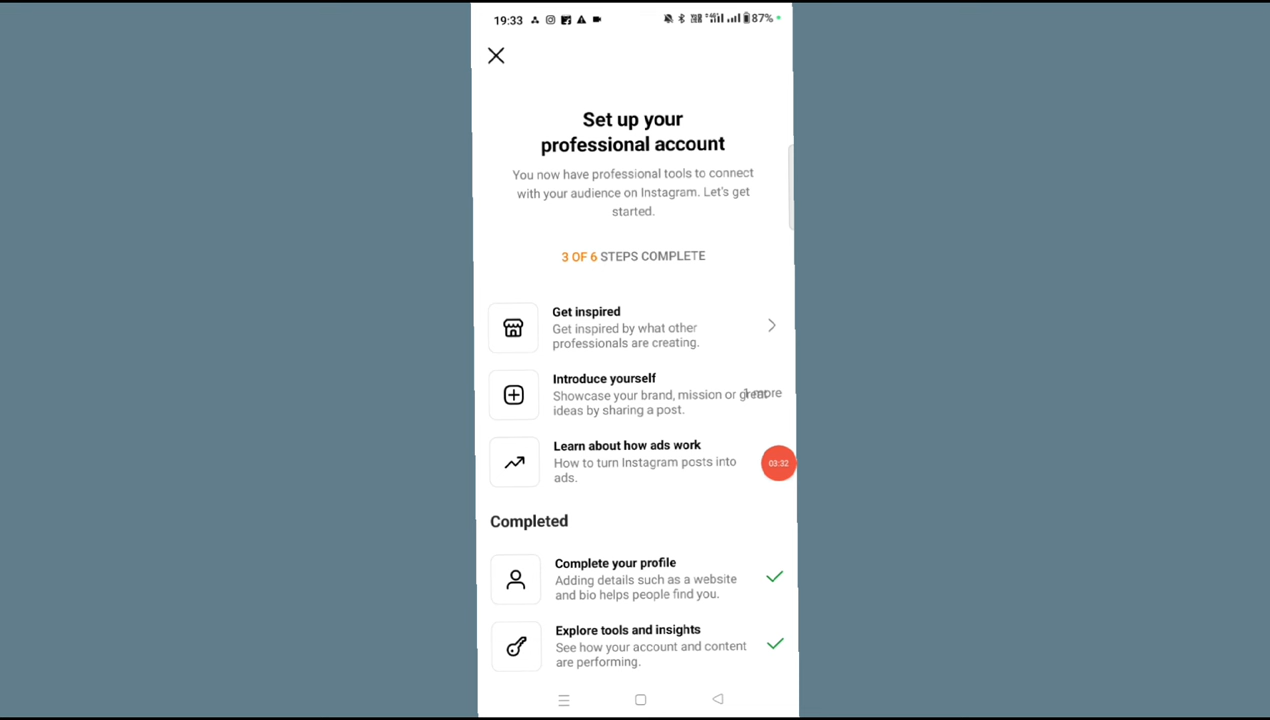 19:33 87%
Set up your
professional account
You now have professional tools to connect
with your audience on Instagram. Let's get
started.
3 OF 6 STEPS COMPLETE
Get inspired
Get inspired by what other
professionals are creating.
Introduce yourself
Showcase your brand, mission or great 1 more
ideas by sharing a post.
Learn about how ads work
How to turn Instagram posts into
ads.
03:32
Completed
Complete your profile
Adding details such as a website
and bio helps people find you.
Explore tools and insights
See how your account and content
are performing.